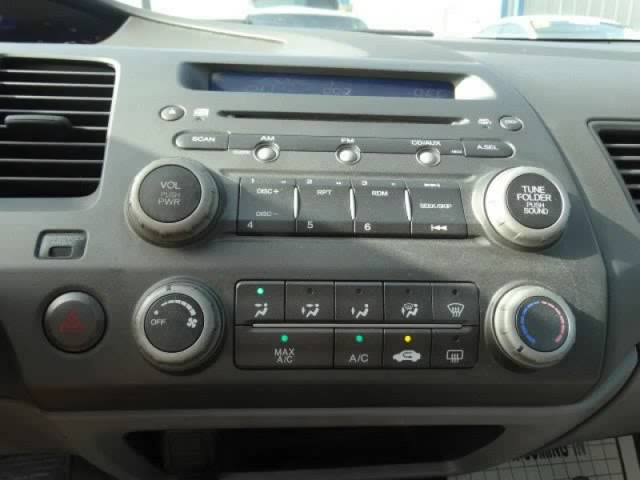 SCAN AM FM CD/AUX A.SEL
VOL
PUSH
PWR
1 2 3
DISC+ RPT RDM
DISC- SEEK/SKIP
4 5 6
TUNE
FOLDER
PUSH
SOUND
OFF
MAX
A/C
A/C